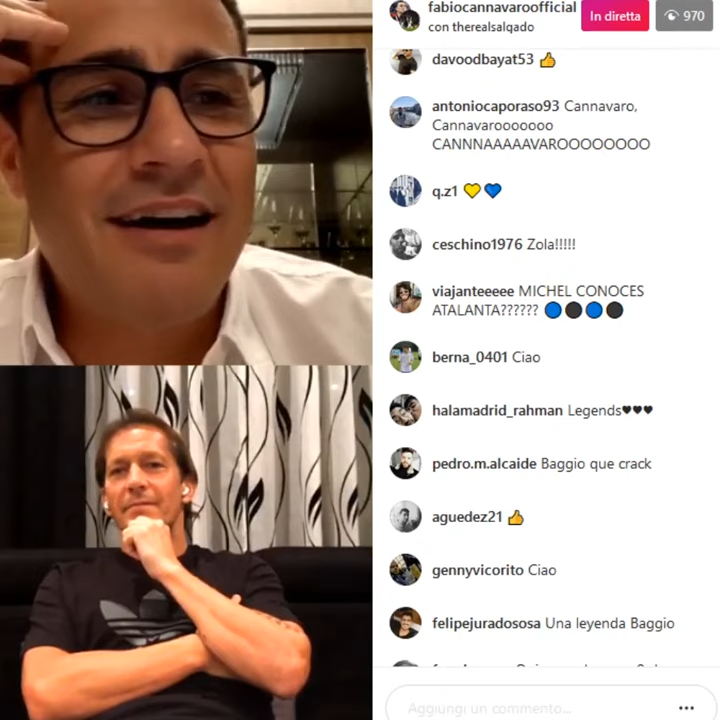 fabiocannavaroofficial
con therealsalgado
In diretta
970
davoodbayat53 👍
antoniocaporaso93 Cannavaro,
Cannavarooooooo
CANNNAAAAAVAROOOOOOOO
q.z1 💛💙
ceschino1976 Zola!!!!!
viajanteeeee MICHEL CONOCES
ATALANTA?????? 🔵⚫🔵⚫
berna_0401 Ciao
halamadrid_rahman Legends♥♥♥
pedro.m.alcaide Baggio que crack
aguedez21 👍
gennyvicorito Ciao
felipejuradososa Una leyenda Baggio
Aggiungi un commento...